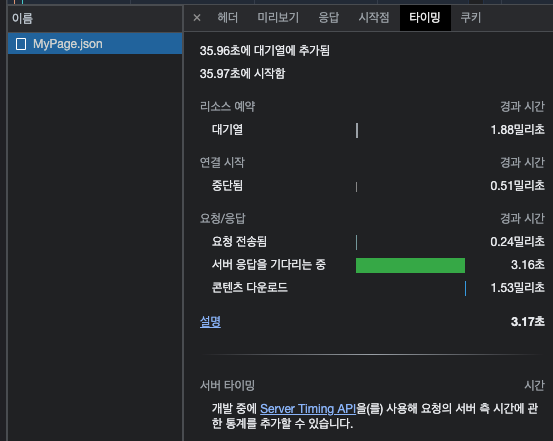 이름
× 헤더 미리보기 응답 시작점 타이밍 쿠키
MyPage.json
35.96초에 대기열에 추가됨
35.97초에 시작함
리소스 예약 경과 시간
대기열 1.88밀리초
연결 시작 경과 시간
중단됨 0.51밀리초
요청/응답 경과 시간
요청 전송됨 0.24밀리초
서버 응답을 기다리는 중 3.16초
콘텐츠 다운로드 1.53밀리초
설명 3.17초
서버 타이밍 시간
개발 중에 Server Timing API을(를) 사용해 요청의 서버 측 시간에 관
한 통계를 추가할 수 있습니다.